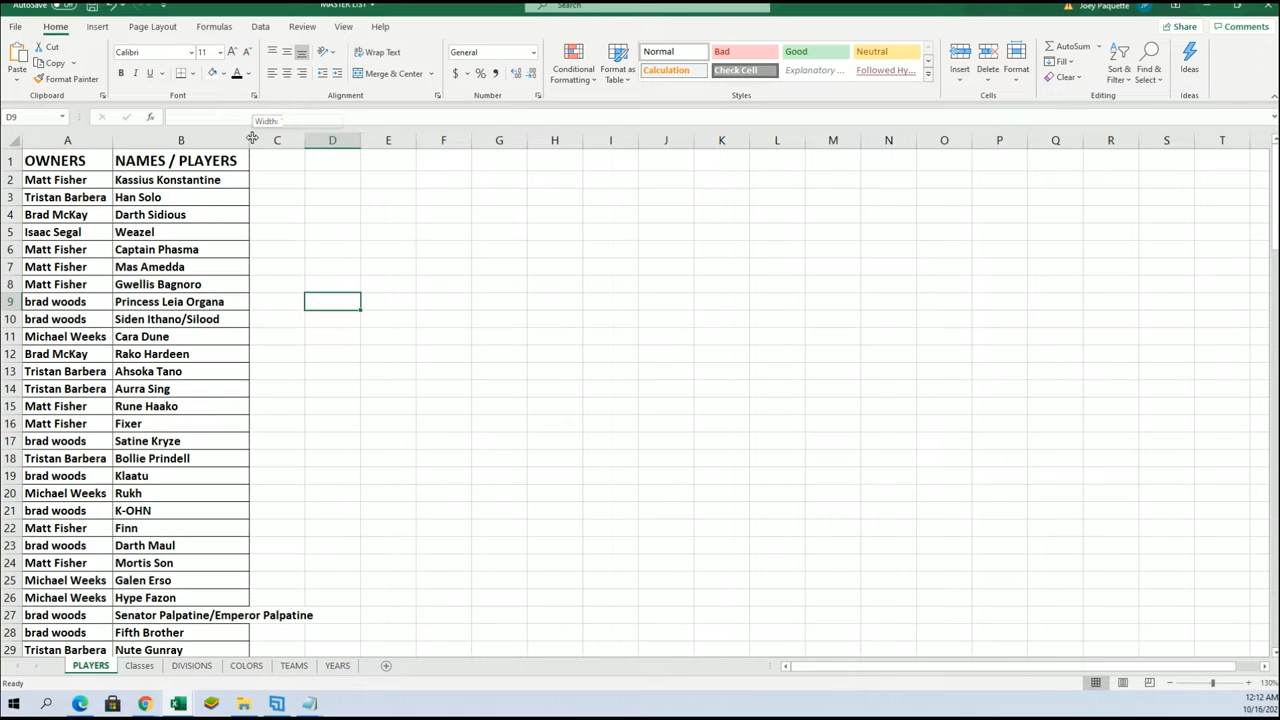 AutoSave Off MASTER LIST Search Joey Paquette JP
File Home Insert Page Layout Formulas Data Review View Help Share Comments
Paste Cut Copy Format Painter Clipboard
Calibri 11 A A B I U A Font
Wrap Text Merge & Center Alignment
General $ % Number
Conditional Formatting Format as Table
Normal Bad Good Neutral
Calculation Check Cell Explanatory ... Followed Hy...
Styles
Insert Delete Format Cells
AutoSum Fill Clear Sort & Filter Find & Select Editing
Ideas Ideas
D9 fx Width:
A B C D E F G H I J K L M N O P Q R S T
1 OWNERS NAMES / PLAYERS
2 Matt Fisher Kassius Konstantine
3 Tristan Barbera Han Solo
4 Brad McKay Darth Sidious
5 Isaac Segal Weazel
6 Matt Fisher Captain Phasma
7 Matt Fisher Mas Amedda
8 Matt Fisher Gwellis Bagnoro
9 brad woods Princess Leia Organa
10 brad woods Siden Ithano/Silood
11 Michael Weeks Cara Dune
12 Brad McKay Rako Hardeen
13 Tristan Barbera Ahsoka Tano
14 Tristan Barbera Aurra Sing
15 Matt Fisher Rune Haako
16 Matt Fisher Fixer
17 brad woods Satine Kryze
18 Tristan Barbera Bollie Prindell
19 brad woods Klaatu
20 Michael Weeks Rukh
21 brad woods K-OHN
22 Matt Fisher Finn
23 brad woods Darth Maul
24 Matt Fisher Mortis Son
25 Michael Weeks Galen Erso
26 Michael Weeks Hype Fazon
27 brad woods Senator Palpatine/Emperor Palpatine
28 brad woods Fifth Brother
29 Tristan Barbera Nute Gunray
PLAYERS Classes DIVISIONS COLORS TEAMS YEARS
Ready 130%
12:12 AM
10/16/202